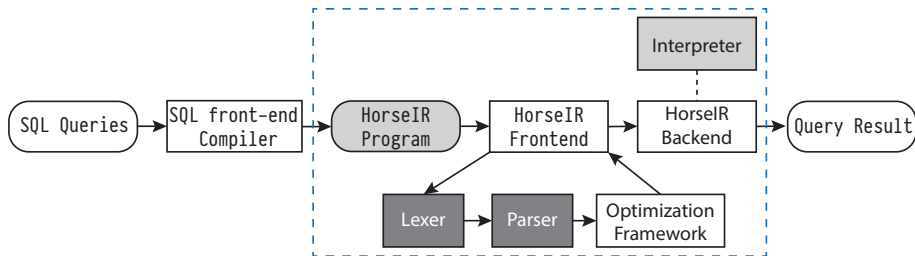 Interpreter
SQL Queries
SQL front-end
Compiler
HorseIR
Program
HorseIR
Frontend
HorseIR
Backend
Query Result
Lexer
Parser
Optimization
Framework